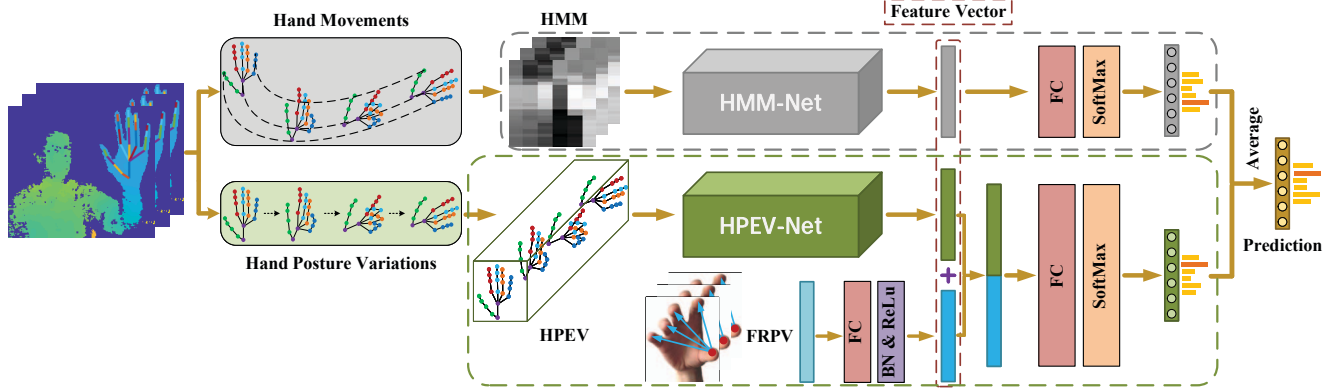 Hand Movements
HMM
Feature Vector
HMM-Net
FC
SoftMax
Average
Hand Posture Variations
HPEV
HPEV-Net
FRPV
FC
BN & ReLu
+
FC
SoftMax
Prediction